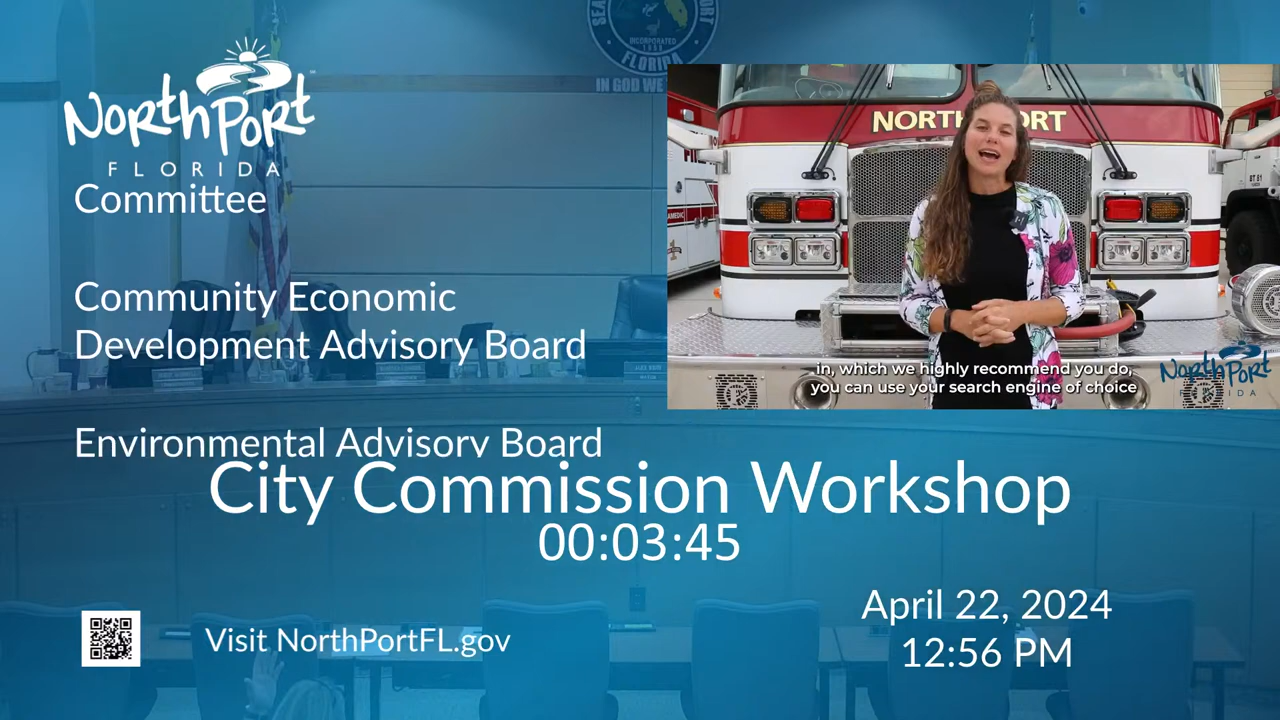 NorthPort
FLORIDA
Committee
Community Economic
Development Advisory Board
Environmental Advisory Board
City Commission Workshop
00:03:45
Visit NorthPortFL.gov
April 22, 2024
12:56 PM
INCORPORATED
FLORIDA
IN GOD WE
NORTH PORT
in, which we highly recommend you do,
you can use your search engine of choice
NorthPort